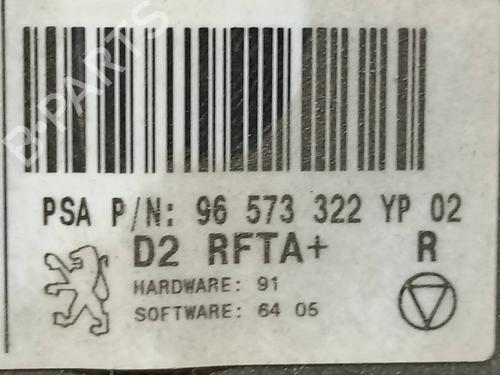 B-PARTS
PSA P/N: 96 573 322 YP 02
D2 RFTA+ R
HARDWARE: 91
SOFTWARE: 64 05